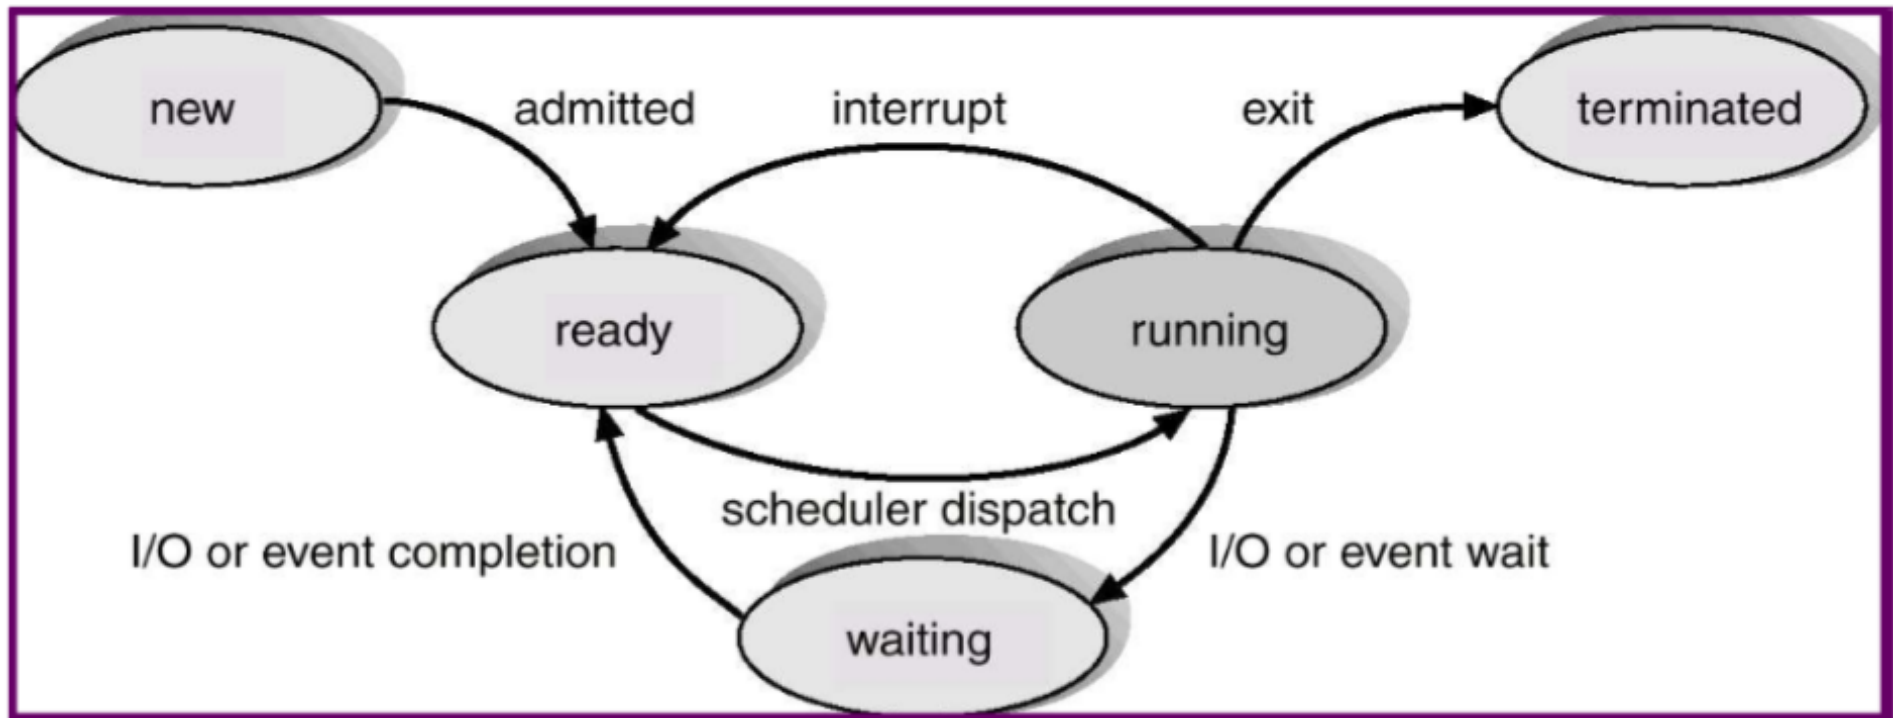 new
admitted
interrupt
exit
terminated
ready
running
scheduler dispatch
I/O or event completion
I/O or event wait
waiting